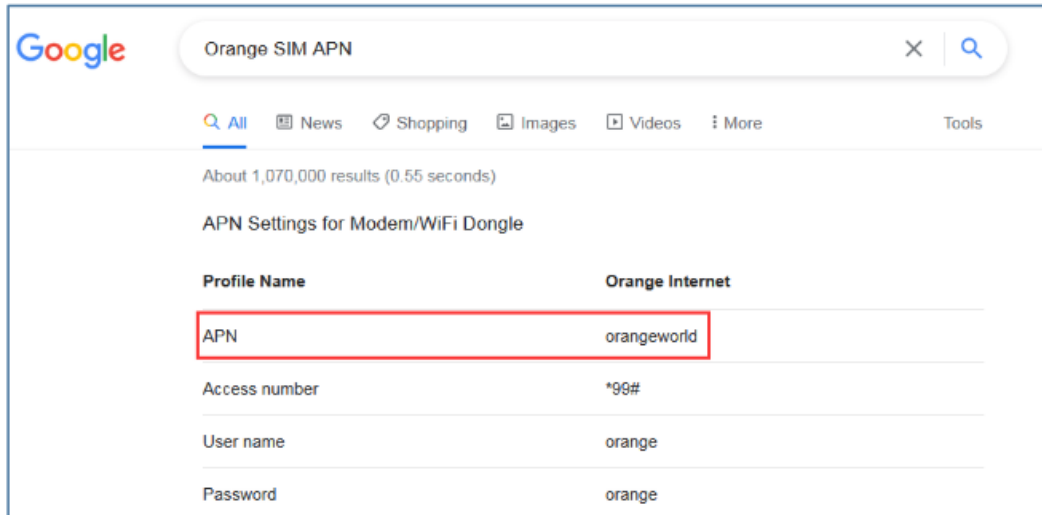 Google
Orange SIM APN
All News Shopping Images Videos More Tools
About 1,070,000 results (0.55 seconds)
APN Settings for Modem/WiFi Dongle
Profile Name Orange Internet
APN orangeworld
Access number *99#
User name orange
Password orange